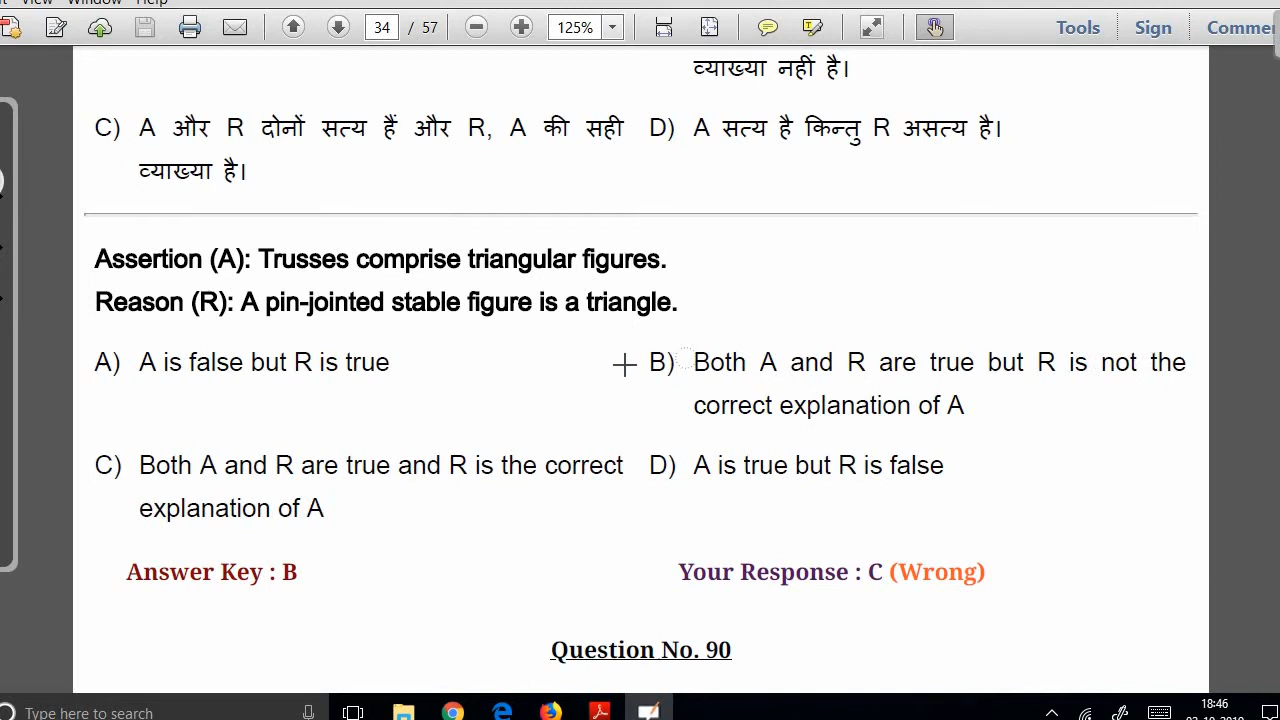 View Window Help
34 / 57
125%
Tools
Sign
Comme
व्याख्या नहीं है।
C) A और R दोनों सत्य हैं और R, A की सही
व्याख्या है।
D) A सत्य है किन्तु R असत्य है।
Assertion (A): Trusses comprise triangular figures.
Reason (R): A pin-jointed stable figure is a triangle.
A) A is false but R is true
B) Both A and R are true but R is not the
correct explanation of A
C) Both A and R are true and R is the correct
explanation of A
D) A is true but R is false
Answer Key : B
Your Response : C (Wrong)
Question No. 90
Type here to search
18:46